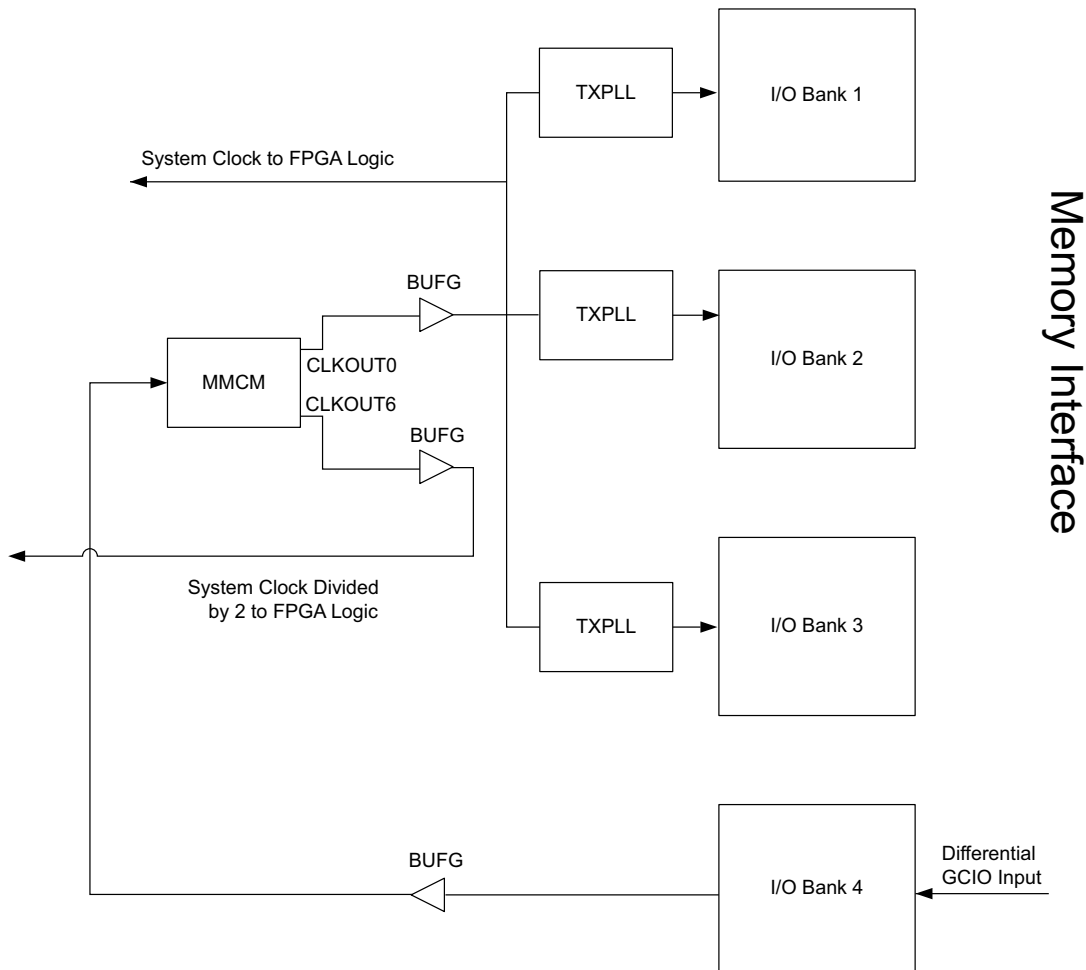 TXPLL
I/O Bank 1
System Clock to FPGA Logic
Memory Interface
BUFG
TXPLL
I/O Bank 2
MMCM
CLKOUT0
CLKOUT6
BUFG
System Clock Divided
by 2 to FPGA Logic
TXPLL
I/O Bank 3
BUFG
I/O Bank 4
Differential
GCIO Input